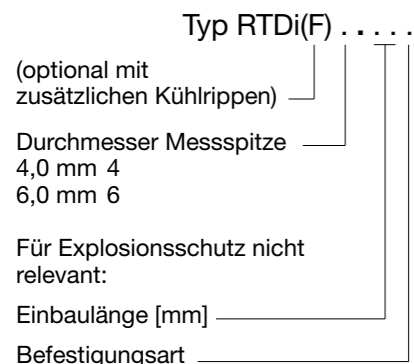 Typ RTDi(F) . . . . .
(optional mit
zusätzlichen Kühlrippen)
Durchmesser Messspitze
4,0 mm 4
6,0 mm 6
Für Explosionsschutz nicht
relevant:
Einbaulänge [mm]
Befestigungsart